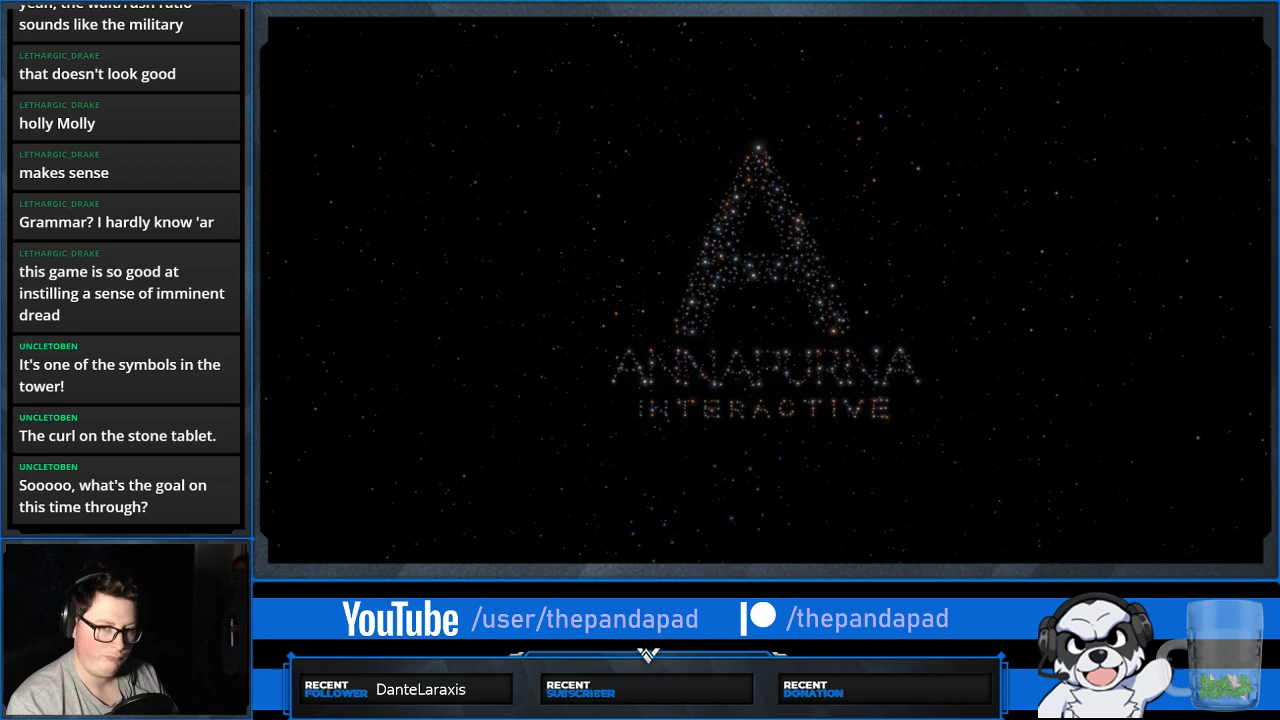 sounds like the military
LETHARGIC_DRAKE
that doesn't look good
LETHARGIC_DRAKE
holly Molly
LETHARGIC_DRAKE
makes sense
LETHARGIC_DRAKE
Grammar? I hardly know 'ar
LETHARGIC_DRAKE
this game is so good at
instilling a sense of imminent
dread
UNCLETOBEN
It's one of the symbols in the
tower!
UNCLETOBEN
The curl on the stone tablet.
UNCLETOBEN
Sooooo, what's the goal on
this time through?
A
ANNAPURNA
INTERACTIVE
YouTube /user/thepandapad
/thepandapad
RECENT
FOLLOWER
DanteLaraxis
RECENT
SUBSCRIBER
RECENT
DONATION